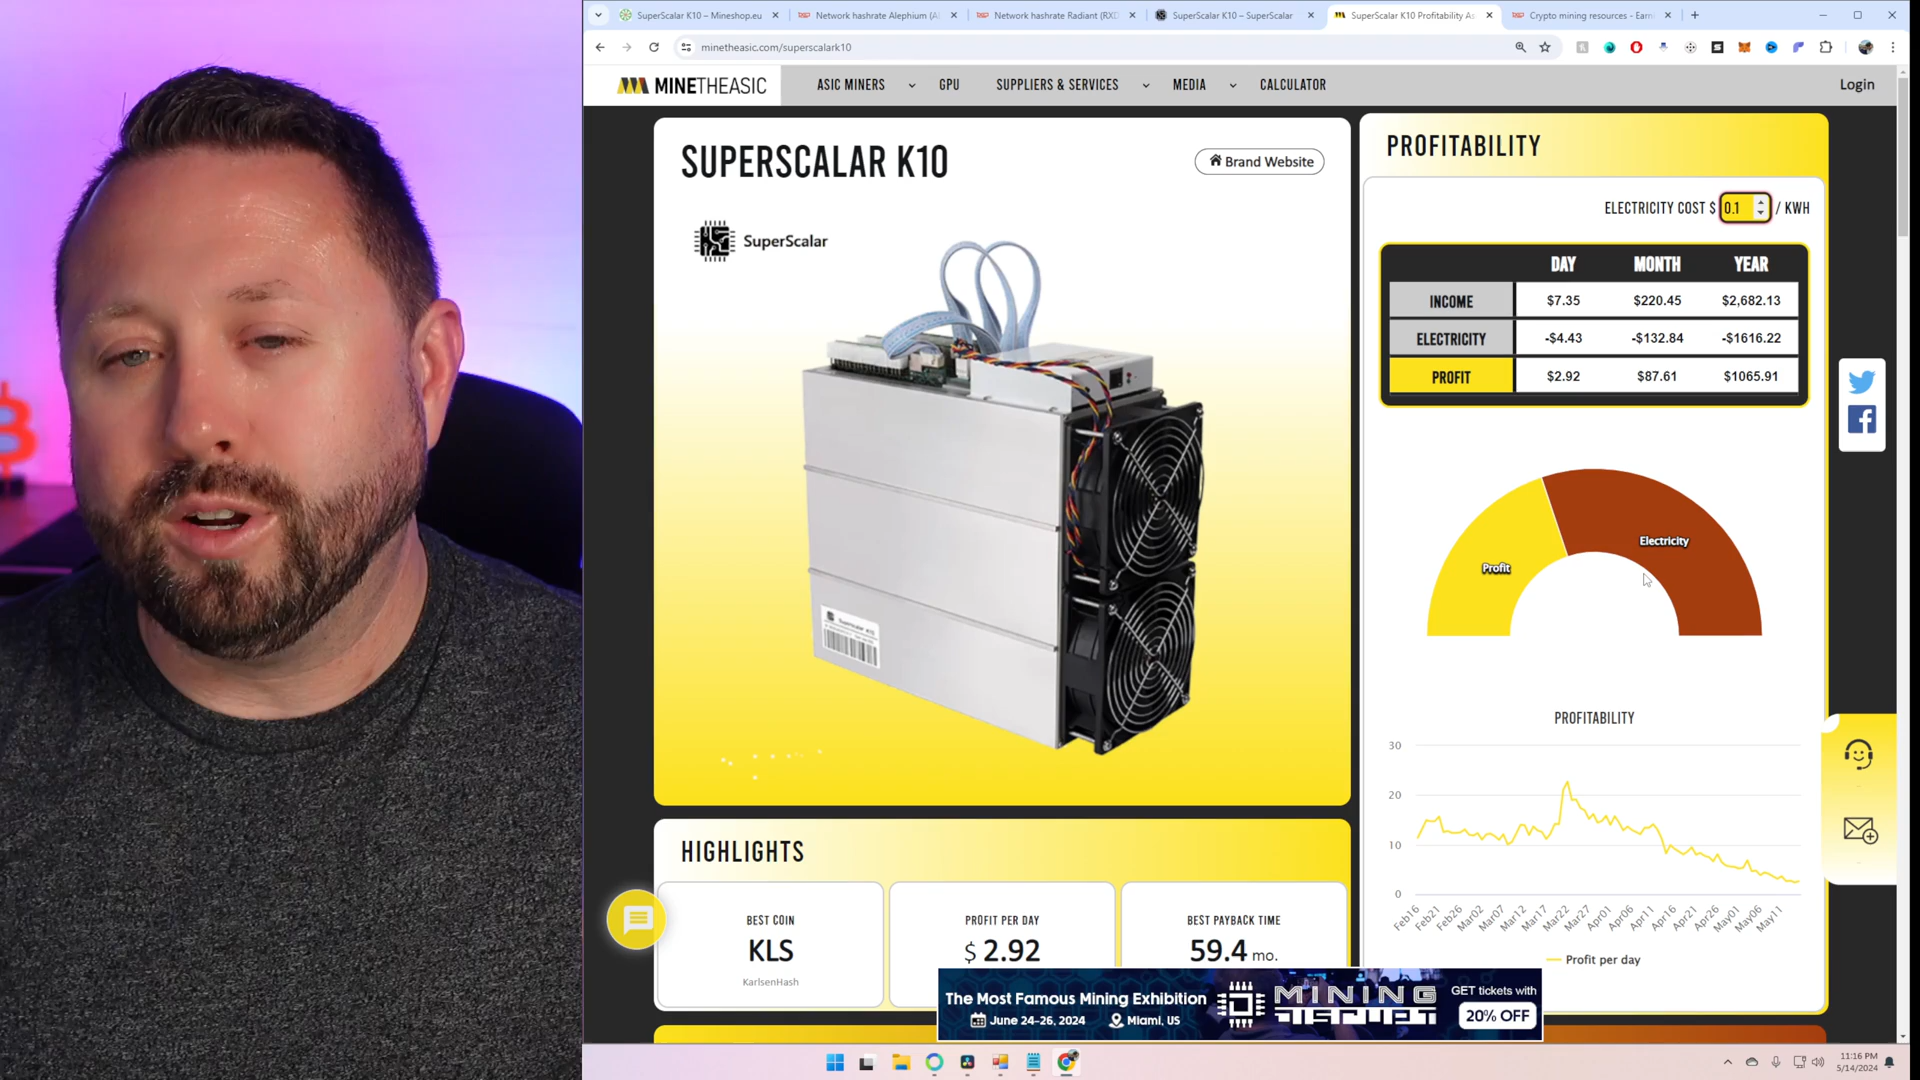 SuperScalar K10 – Mineshop.eu
Network hashrate Alephium (AL
Network hashrate Radiant (RXD
SuperScalar K10 – SuperScalar
SuperScalar K10 Profitability As
Crypto mining resources - Earn
minetheasic.com/superscalark10
MINETHEASIC
ASIC MINERS
GPU
SUPPLIERS & SERVICES
MEDIA
CALCULATOR
Login
SUPERSCALAR K10
Brand Website
SuperScalar
PROFITABILITY
ELECTRICITY COST $ 0.1 / KWH
DAY MONTH YEAR
INCOME $7.35 $220.45 $2,682.13
ELECTRICITY -$4.43 -$132.84 -$1616.22
PROFIT $2.92 $87.61 $1065.91
Electricity
Profit
PROFITABILITY
30
20
10
0
Feb16 Feb21 Feb26 Mar02 Mar07 Mar12 Mar17 Mar22 Mar27 Apr01 Apr06 Apr11 Apr16 Apr21 Apr26 May01 May06 May11
Profit per day
HIGHLIGHTS
BEST COIN
KLS
KarlsenHash
PROFIT PER DAY
$ 2.92
BEST PAYBACK TIME
59.4 mo.
The Most Famous Mining Exhibition
June 24-26, 2024 Miami, US
MINING
DISRUPT
GET tickets with
20% OFF
11:16 PM
5/14/2024